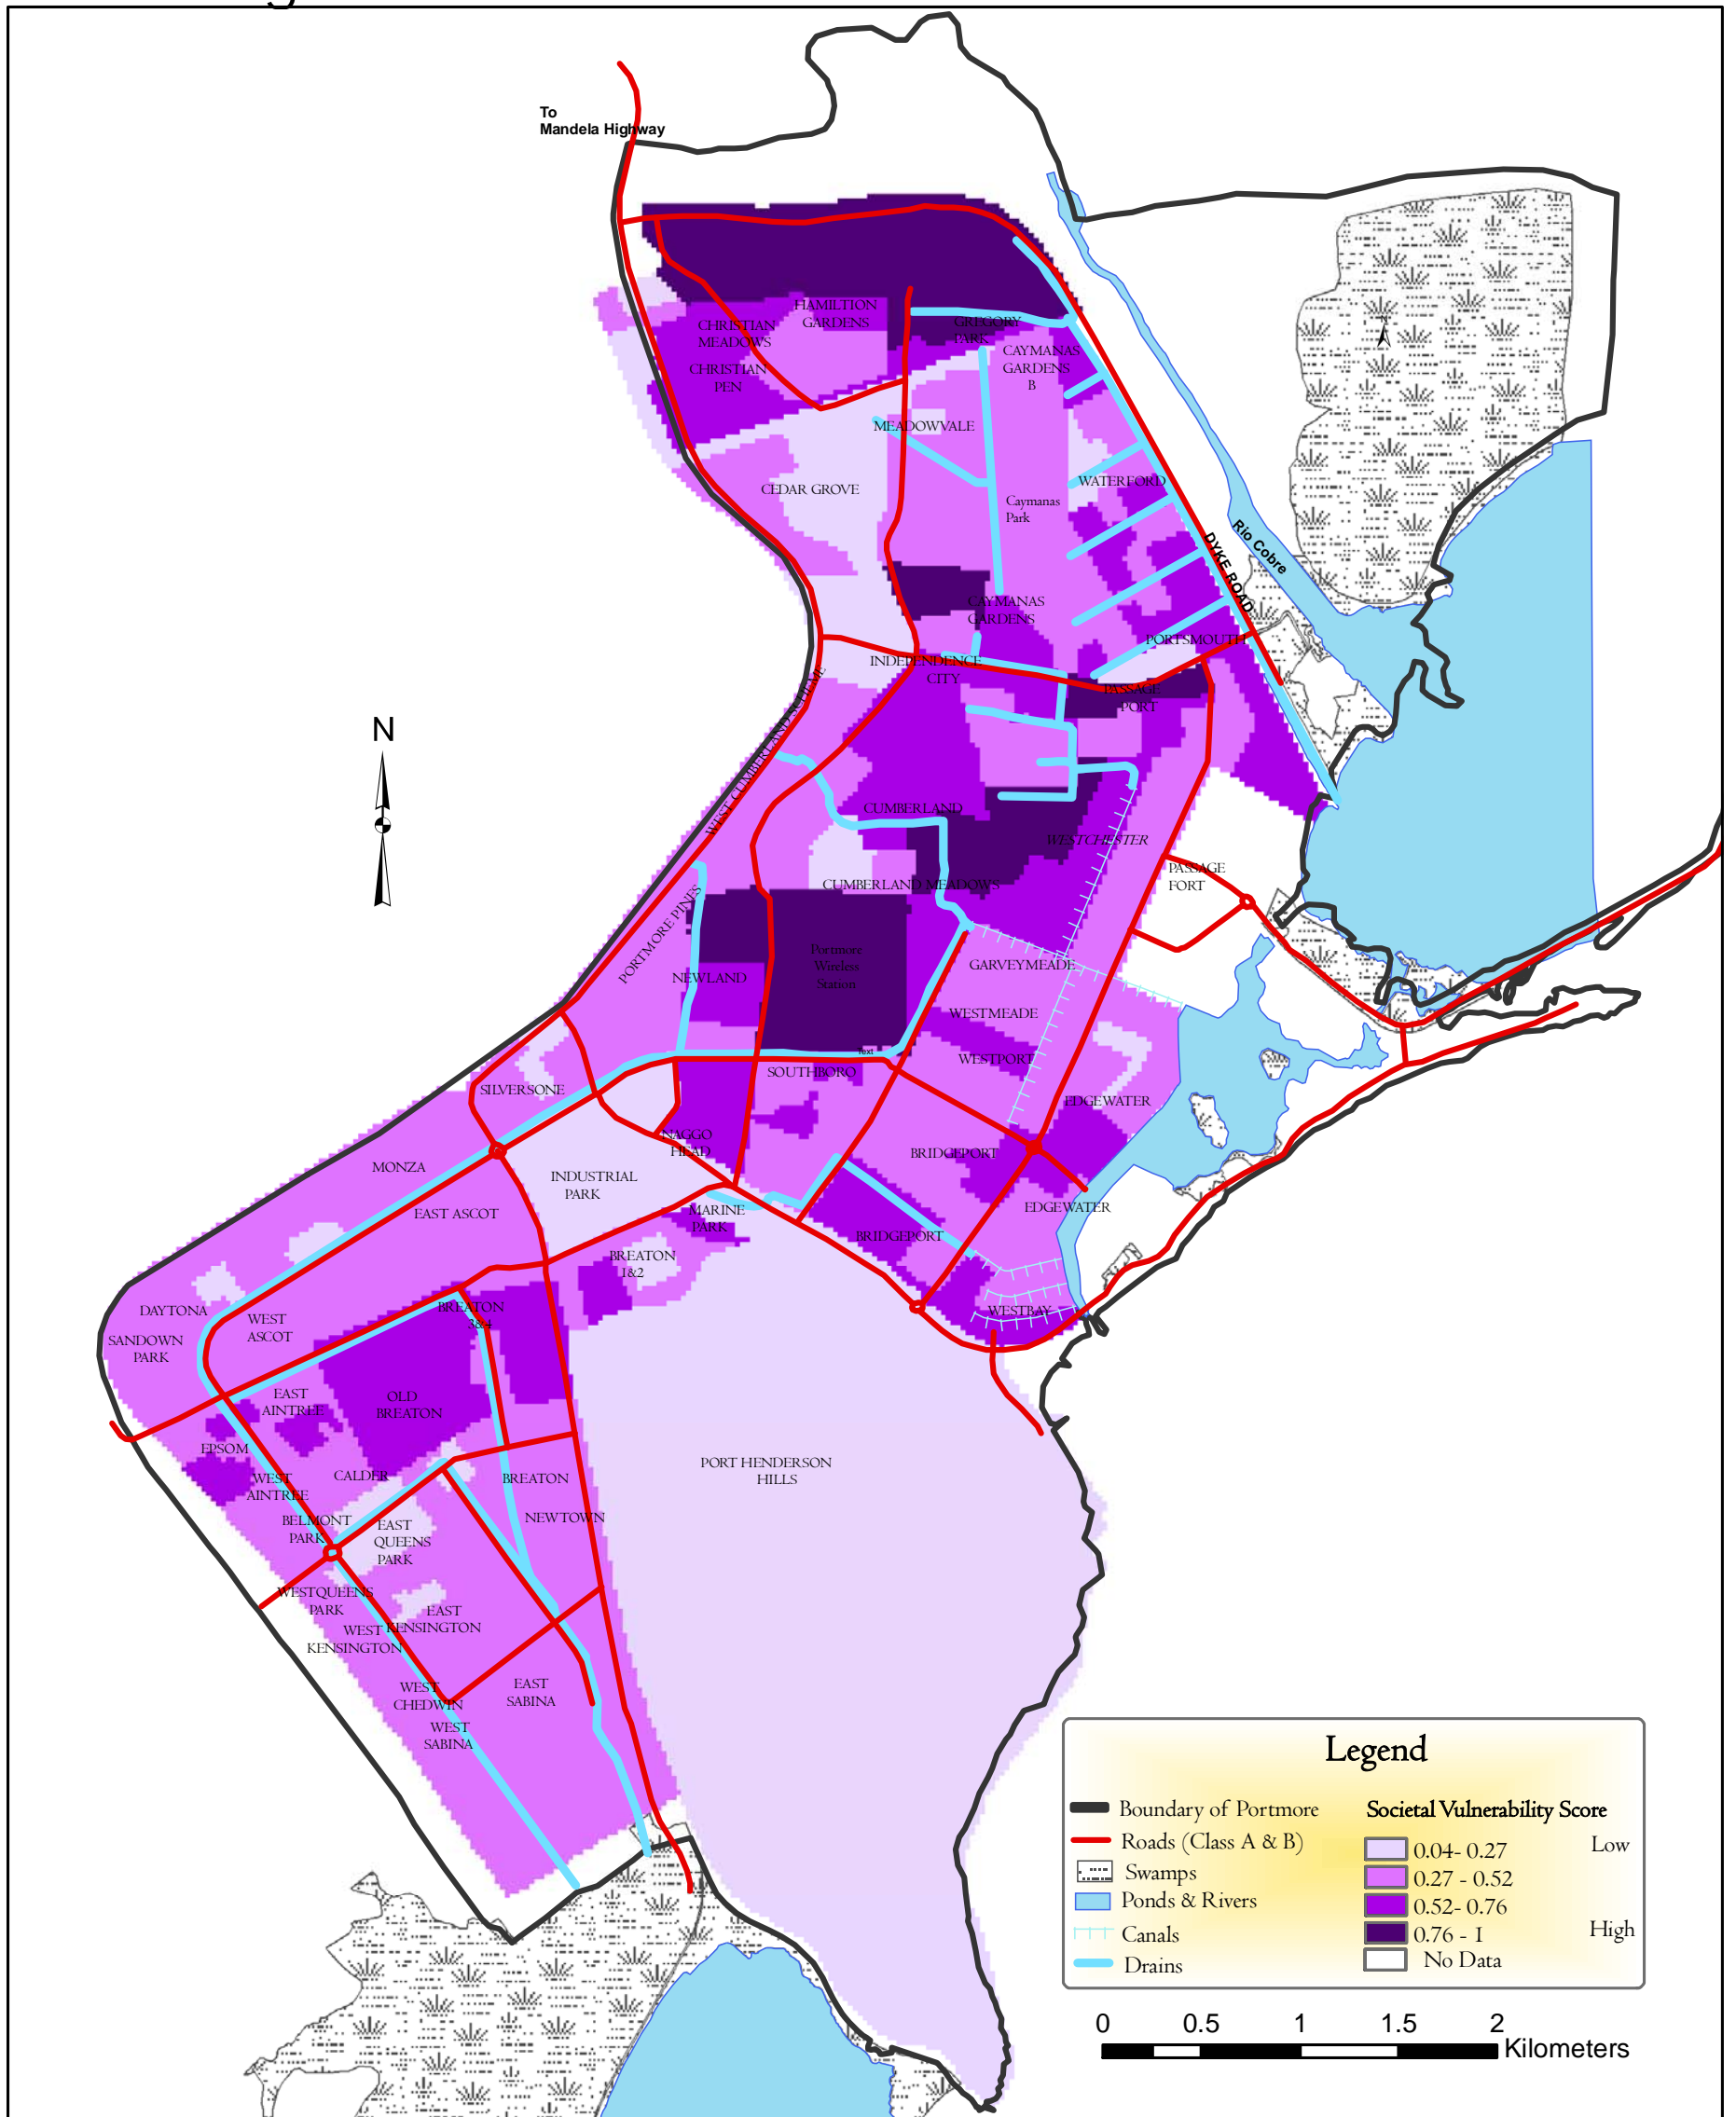 To
Mandela Highway
HAMILTION
GARDENS
CHRISTIAN
MEADOWS
GREGORY
PARK
CAYMANAS
GARDENS
B
CHRISTIAN
PEN
MEADOWVALE
CEDAR GROVE
WATERFORD
Caymanas
Park
Rio Cobre
DYKE ROAD
CAYMANAS
GARDENS
PORTSMOUTH
INDEPENDENCE
CITY
PASSAGE
PORT
WEST CUMBERLAND SCHEME
N
CUMBERLAND
WESTCHESTER
PASSAGE
FORT
CUMBERLAND MEADOWS
PORTMORE PINES
Portmore
Wireless
Station
NEWLAND
GARVEYMEADE
WESTMEADE
Text
WESTPORT
SOUTHBORO
SILVERSONE
EDGEWATER
NAGGO
HEAD
BRIDGEPORT
MONZA
INDUSTRIAL
PARK
EAST ASCOT
MARINE
PARK
EDGEWATER
BRIDGEPORT
BREATON
1&2
DAYTONA
WEST
ASCOT
BREATON
3&4
WESTBAY
SANDOWN
PARK
EAST
AINTREE
OLD
BREATON
EPSOM
WEST
AINTREE
CALDER
BREATON
PORT HENDERSON
HILLS
BELMONT
PARK
EAST
QUEENS
PARK
NEWTOWN
WESTQUEENS
PARK
EAST
KENSINGTON
WEST
KENSINGTON
WEST
CHEDWIN
EAST
SABINA
WEST
SABINA
Legend
Boundary of Portmore
Roads (Class A & B)
Swamps
Ponds & Rivers
Canals
Drains
Societal Vulnerability Score
0.04- 0.27
Low
0.27 - 0.52
0.52- 0.76
0.76 - 1
High
No Data
0 0.5 1 1.5 2
Kilometers